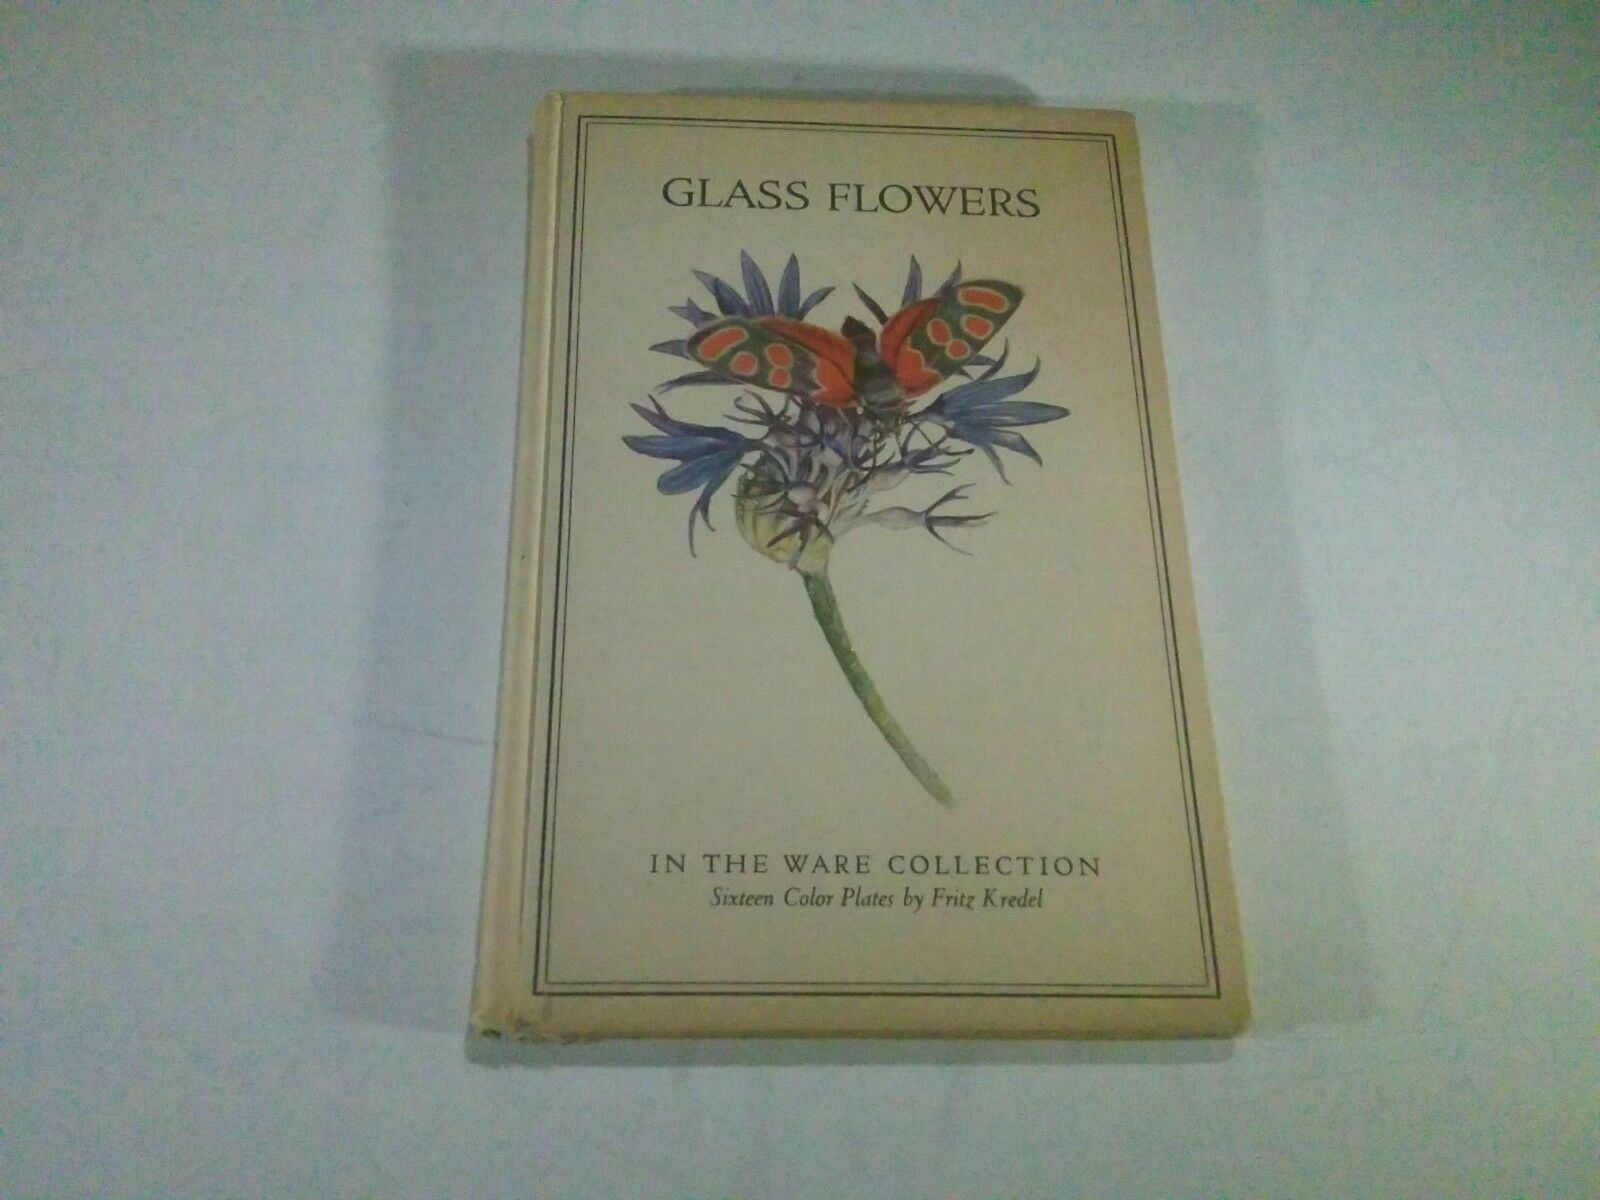 GLASS FLOWERS
IN THE WARE COLLECTION
Sixteen Color Plates by Fritz Kredel